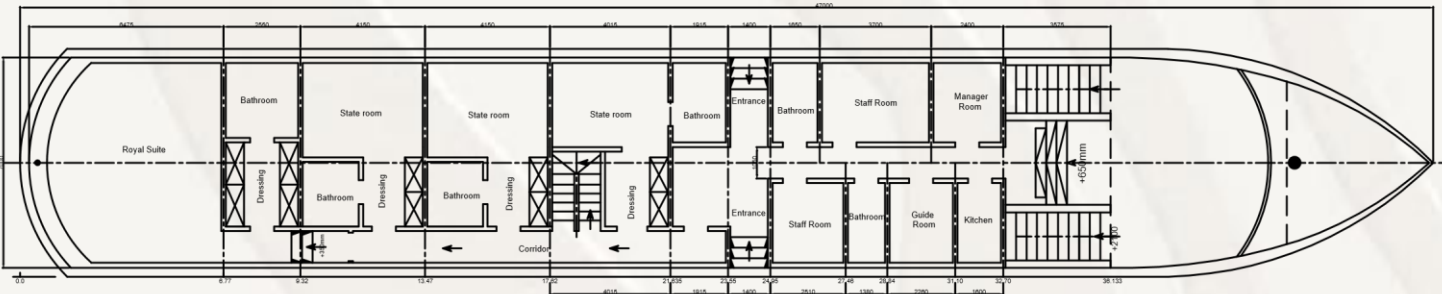 47000
6475
2550
4150
4150
4015
1915
1400
1650
3700
2400
3575
Bathroom
State room
State room
State room
Bathroom
Entrance
Bathroom
Staff Room
Manager
Room
Royal Suite
+650mm
Dressing
Bathroom
Dressing
Bathroom
Dressing
Dressing
Entrance
Staff Room
Bathroom
Guide
Room
Kitchen
Corridor
0.0
6.77
9.32
13.47
17.62
21.635
23.55
24.95
27.46
28.84
31.10
32.70
36.133
4015
1915
1400
2510
1380
2260
1600